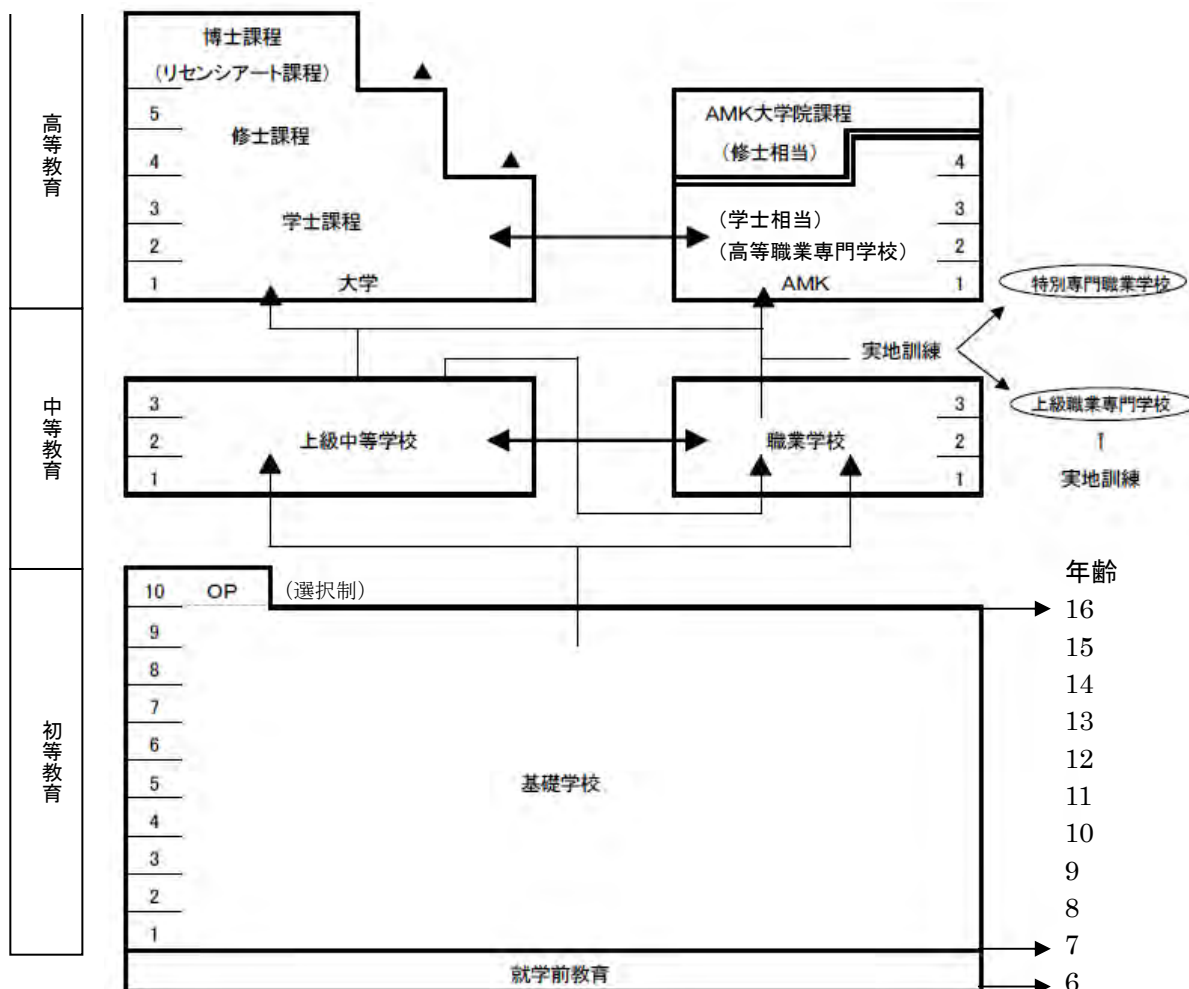 高等教育
博士課程
(リセンシアート課程)
5
修士課程
4
3
学士課程
2
1
大学
AMK大学院課程
(修士相当)
4
(学士相当)
3
(高等職業専門学校)
2
AMK
1
特別専門職業学校
実地訓練
中等教育
3
2
上級中等学校
1
職業学校
3
2
1
上級職業専門学校
実地訓練
初等教育
10 OP (選択制)
9
8
7
6
5
4
3
2
1
基礎学校
就学前教育
年齢
16
15
14
13
12
11
10
9
8
7
6